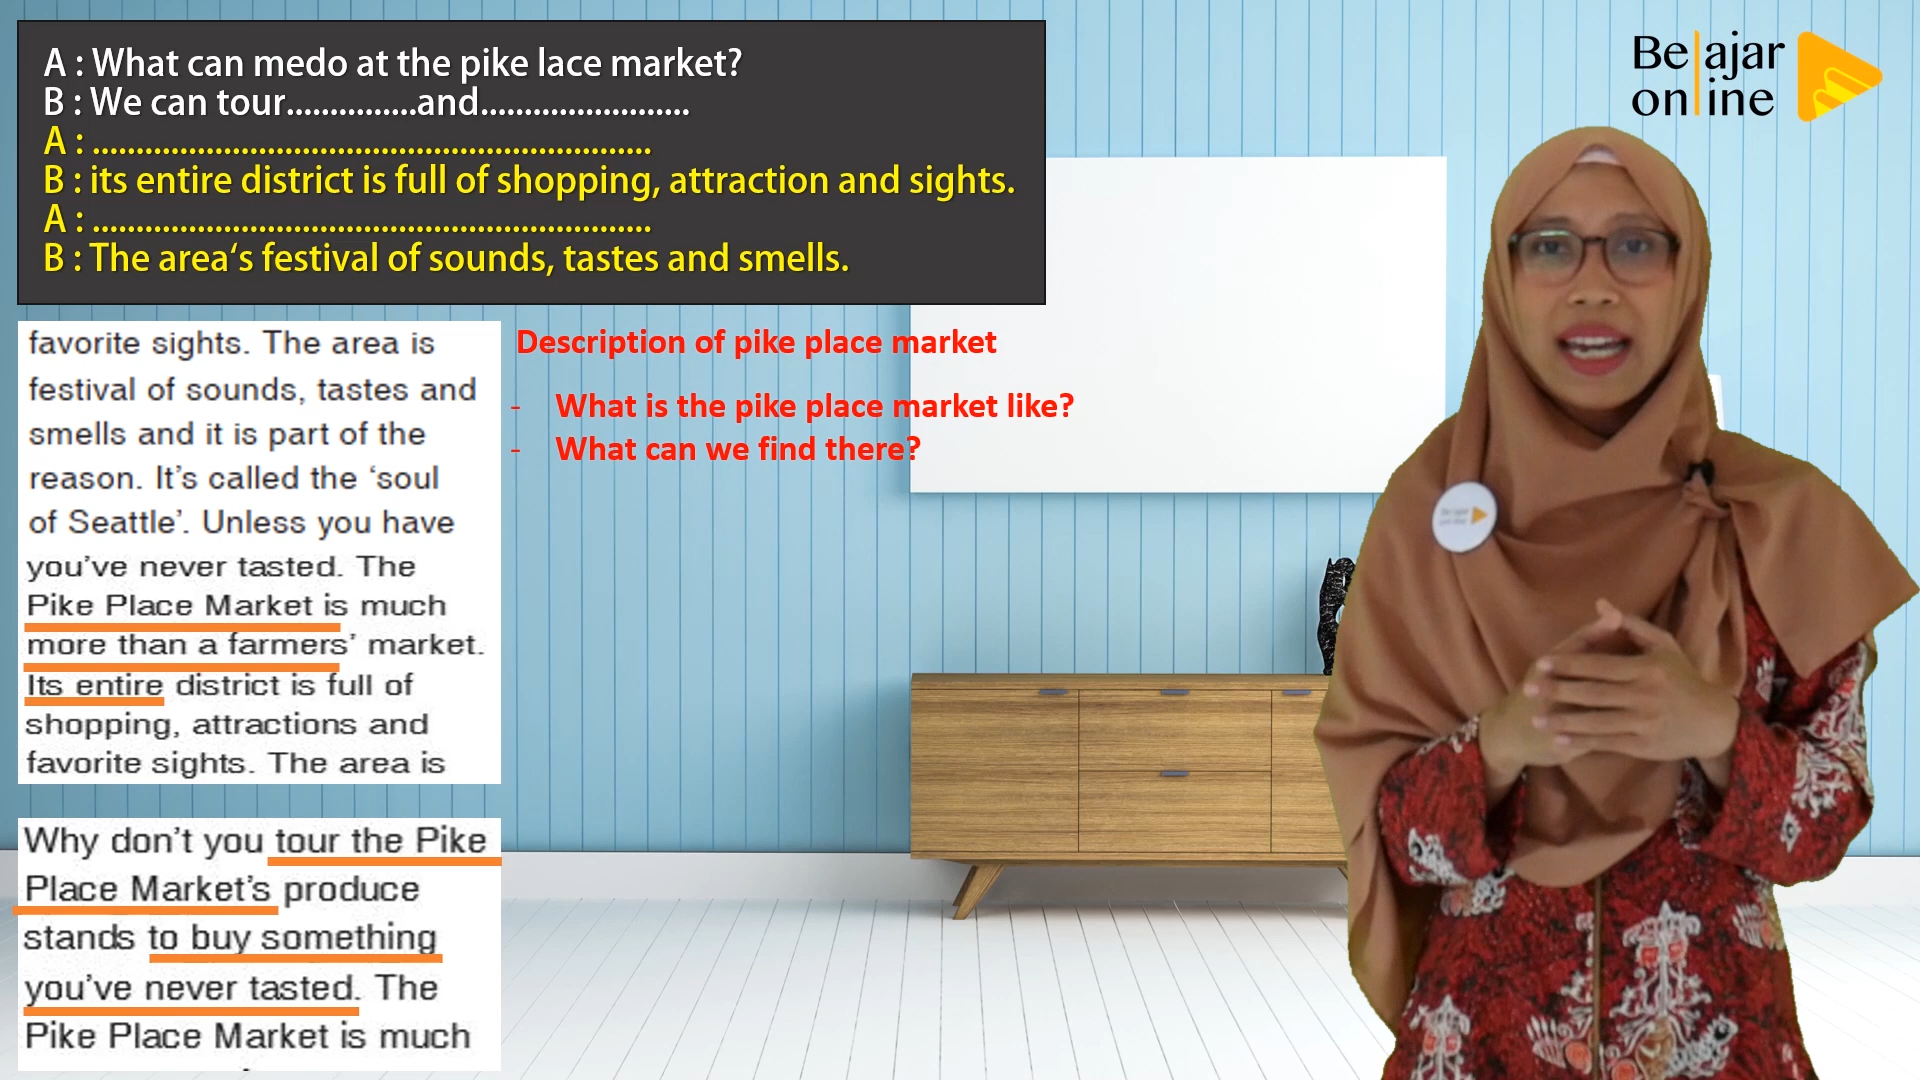 A : What can medo at the pike lace market?
B : We can tour...............and........................
A : ................................................................
B : its entire district is full of shopping, attraction and sights.
A : ................................................................
B : The area‘s festival of sounds, tastes and smells.
Belajar
online
favorite sights. The area is
festival of sounds, tastes and
smells and it is part of the
reason. It’s called the ‘soul
of Seattle’. Unless you have
you’ve never tasted. The
Pike Place Market is much
more than a farmers’ market.
Its entire district is full of
shopping, attractions and
favorite sights. The area is
Description of pike place market
- What is the pike place market like?
- What can we find there?
Why don’t you tour the Pike
Place Market’s produce
stands to buy something
you’ve never tasted. The
Pike Place Market is much